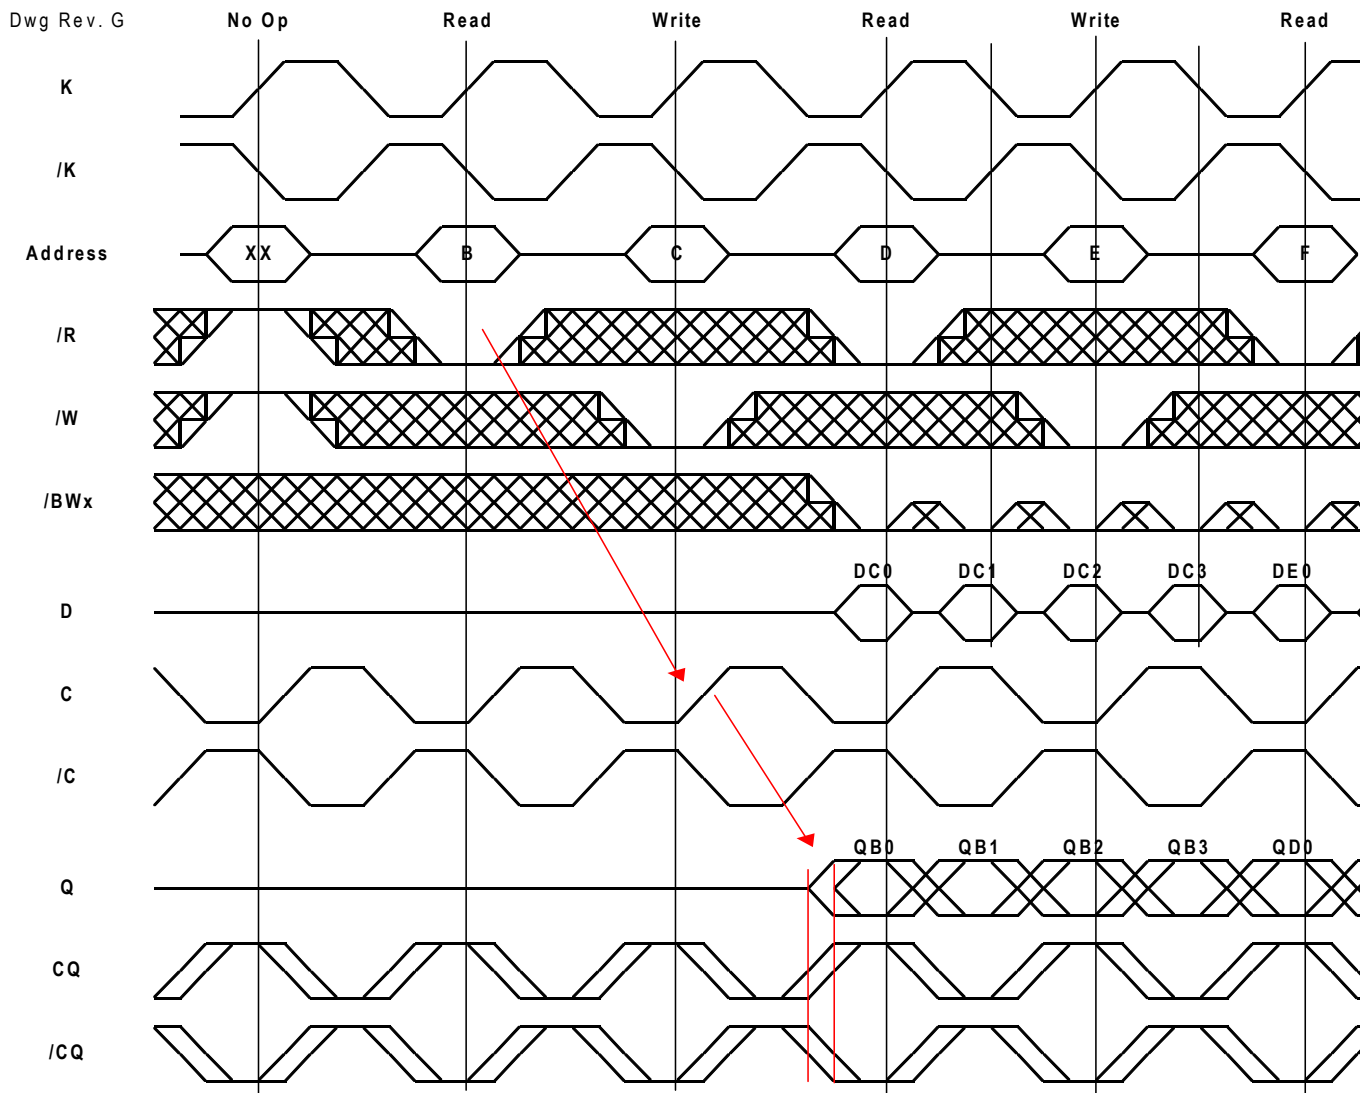 Dwg Rev. G No Op Read Write Read Write Read
K
/K
Address XX B C D E F
/R
/W
/BWx
DC0 DC1 DC2 DC3 DE0
D
C
/C
QB0 QB1 QB2 QB3 QD0
Q
CQ
/CQ